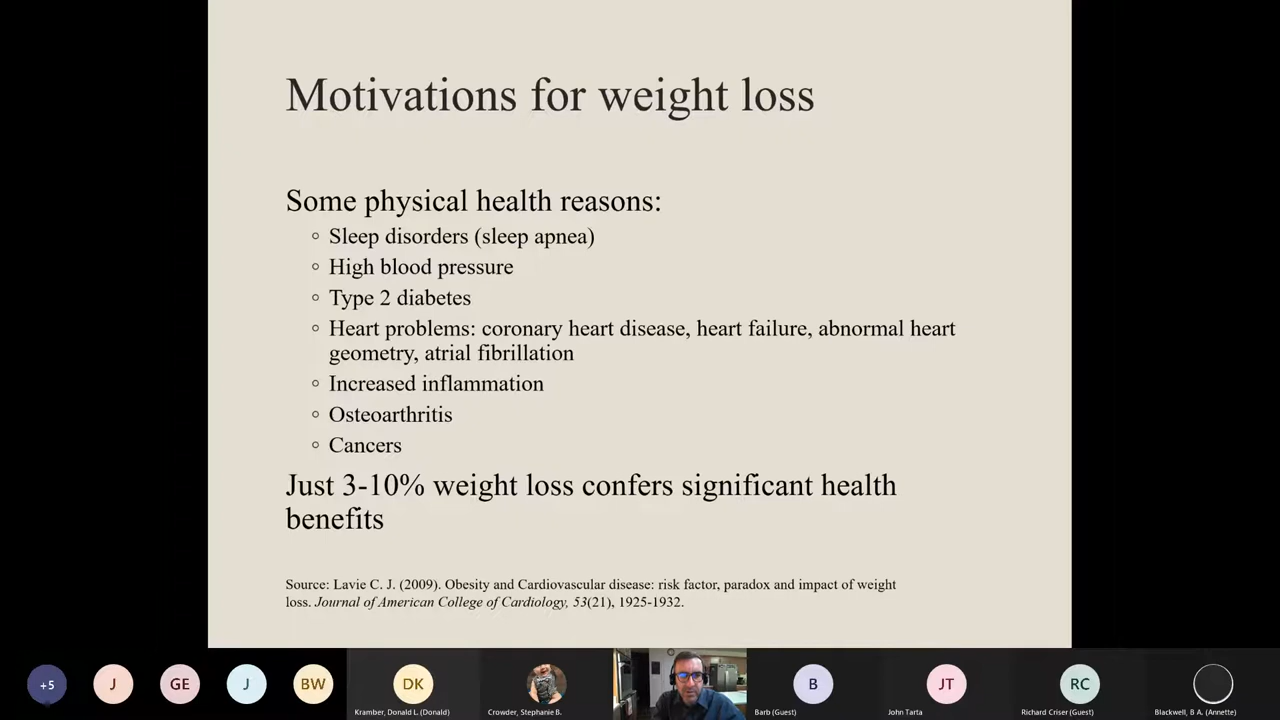 Motivations for weight loss
Some physical health reasons:
Sleep disorders (sleep apnea)
High blood pressure
Type 2 diabetes
Heart problems: coronary heart disease, heart failure, abnormal heart
geometry, atrial fibrillation
Increased inflammation
Osteoarthritis
Cancers
Just 3-10% weight loss confers significant health
benefits
Source: Lavie C. J. (2009). Obesity and Cardiovascular disease: risk factor, paradox and impact of weight
loss. Journal of American College of Cardiology, 53(21), 1925-1932.
+5
J
GE
J
BW
DK
B
JT
RC
Kramber, Donald L. (Donald)
Crowder, Stephanie B.
Barb (Guest)
John Tarta
Richard Criser (Guest)
Blackwell, B A. (Annette)